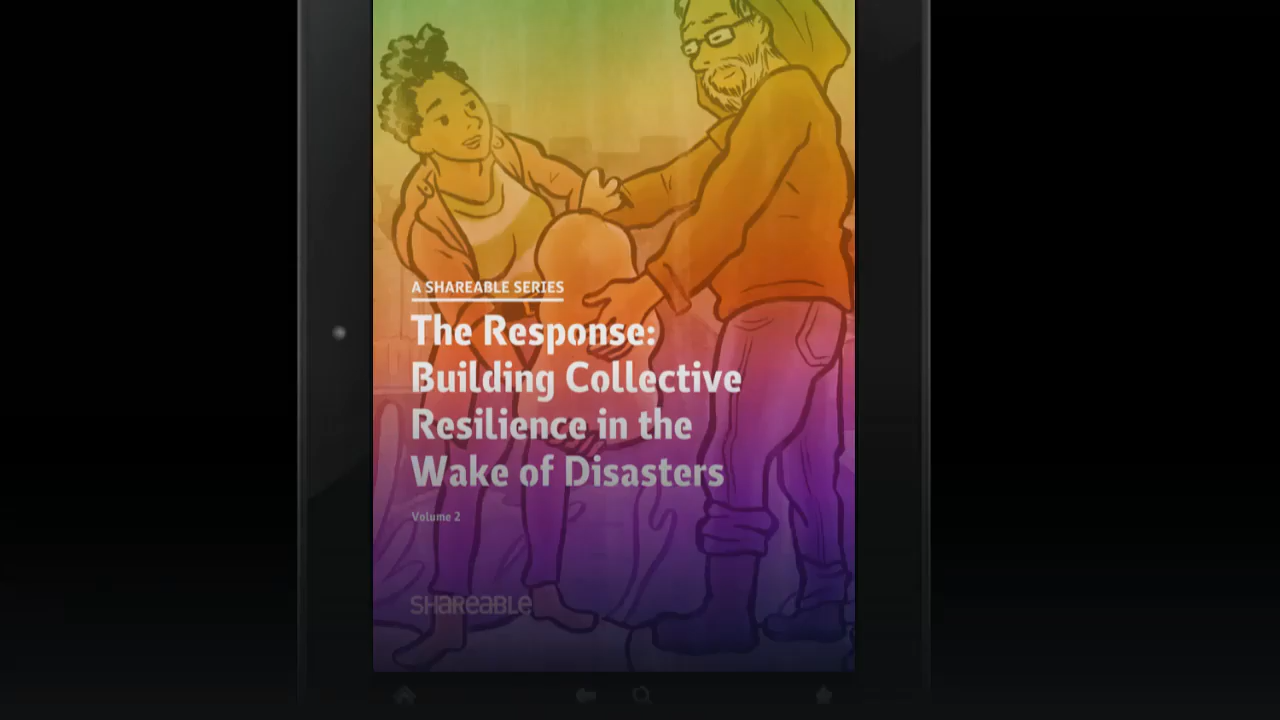 A SHAREABLE SERIES
The Response:
Building Collective
Resilience in the
Wake of Disasters
Volume 2
SHAREABLE